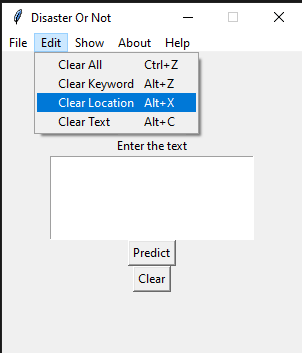 Disaster Or Not
File Edit Show About Help
Clear All Ctrl+Z
Clear Keyword Alt+Z
Clear Location Alt+X
Clear Text Alt+C
Enter the text
Predict
Clear